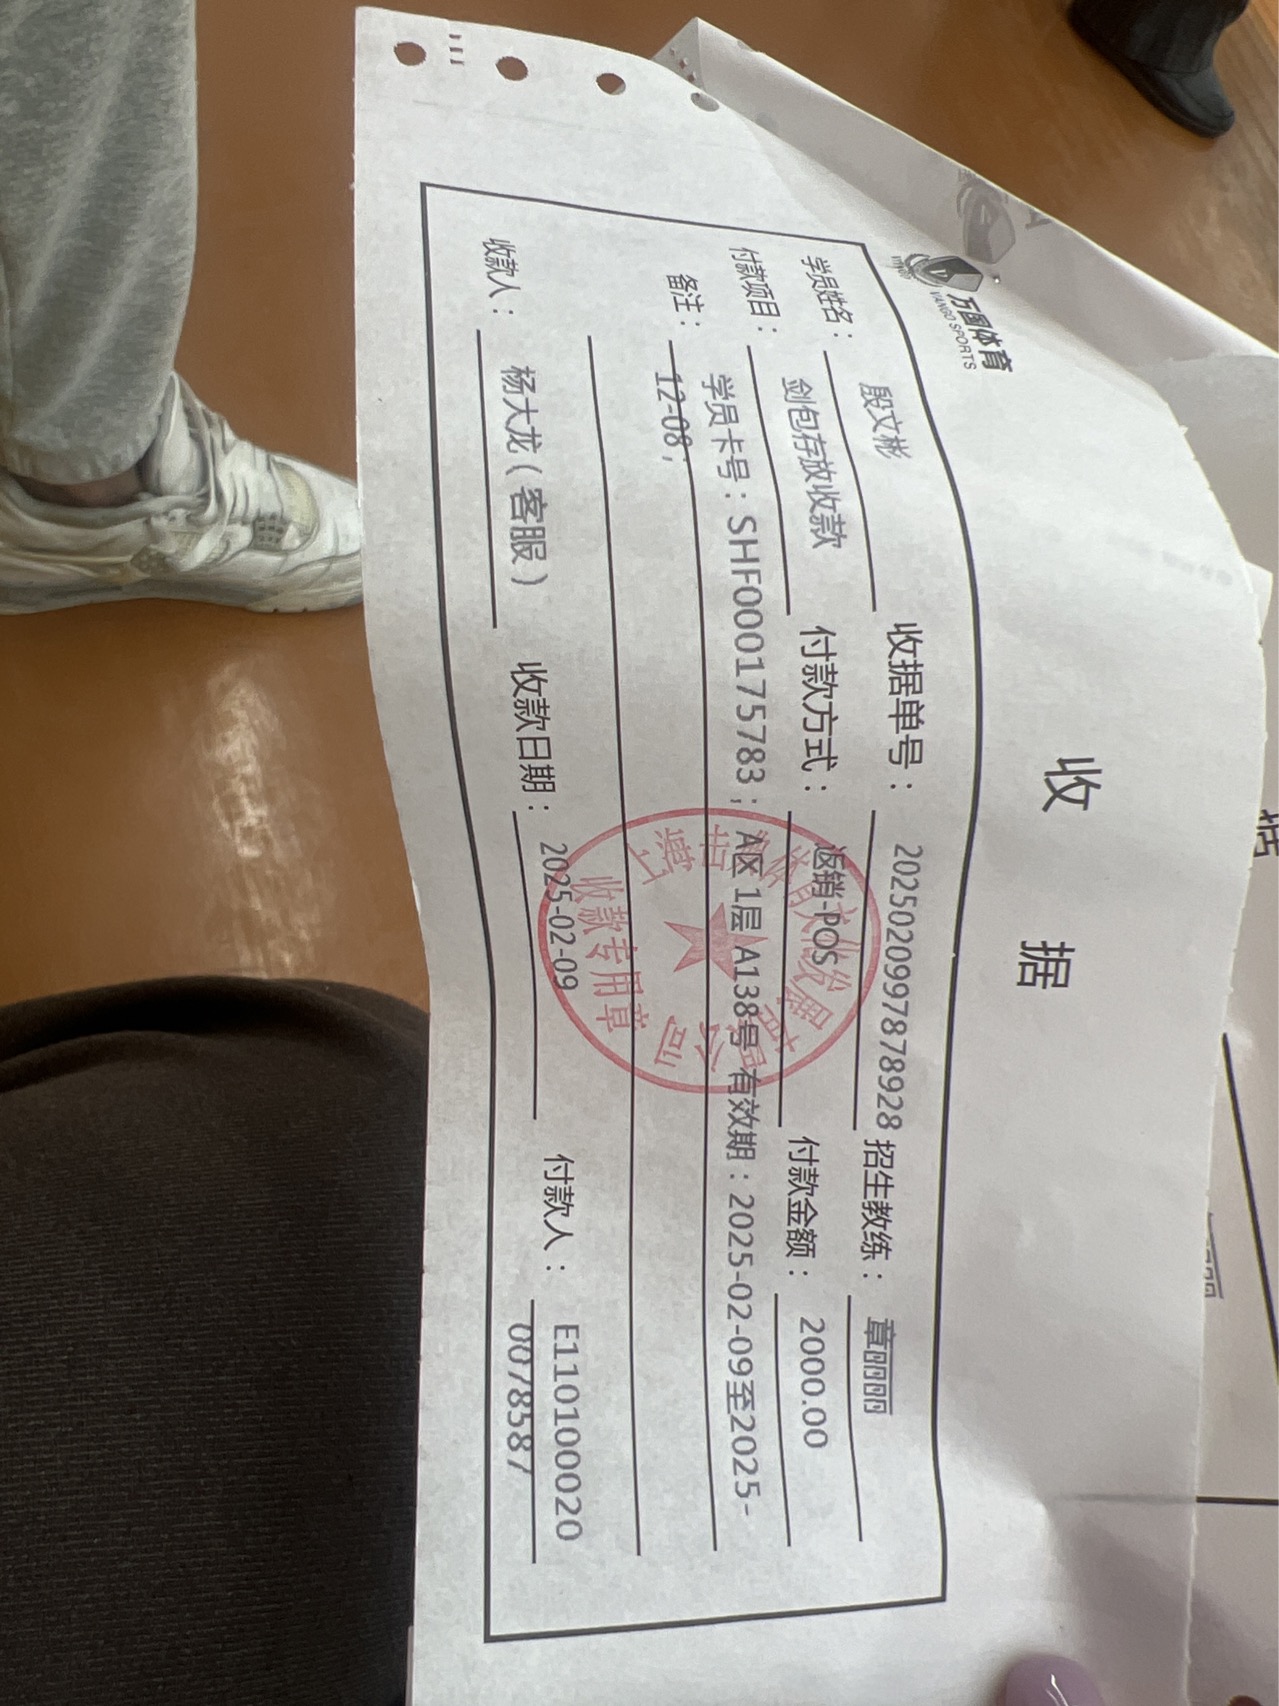 万国体育
VANGO SPORTS
收 据
学员姓名： 殷文彬 收据单号： 2025020997878928 招生教练： 章丽丽
付款项目： 剑包存放收款 付款方式： 返销-POS 付款金额： 2000.00
备注： 学员卡号：SHF000175783；A区 1层 A138号 有效期：2025-02-09至2025-
12-08；
收款人： 杨大龙（客服） 收款日期： 2025-02-09 付款人： E110100020
0078587
收款专用章